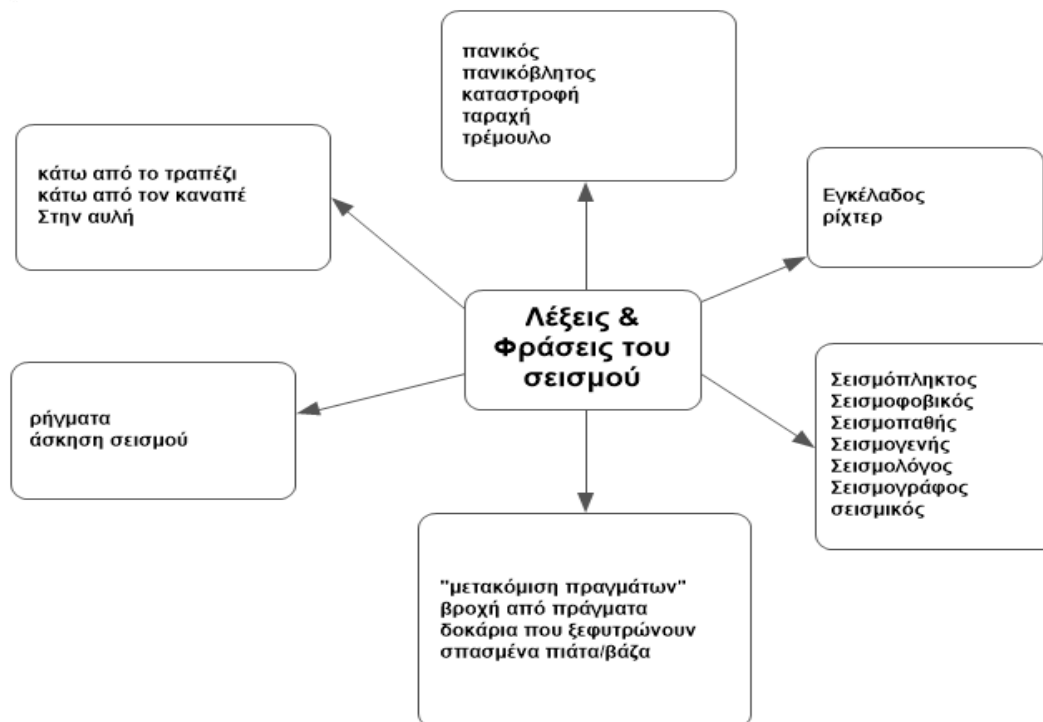 πανικός
πανικόβλητος
καταστροφή
ταραχή
τρέμουλο
κάτω από το τραπέζι
κάτω από τον καναπέ
Στην αυλή
Εγκέλαδος
ρίχτερ
Λέξεις &
Φράσεις του
σεισμού
Σεισμόπληκτος
Σεισμοφοβικός
Σεισμοπαθής
Σεισμογενής
Σεισμολόγος
Σεισμογράφος
σεισμικός
ρήγματα
άσκηση σεισμού
"μετακόμιση πραγμάτων"
βροχή από πράγματα
δοκάρια που ξεφυτρώνουν
σπασμένα πιάτα/βάζα